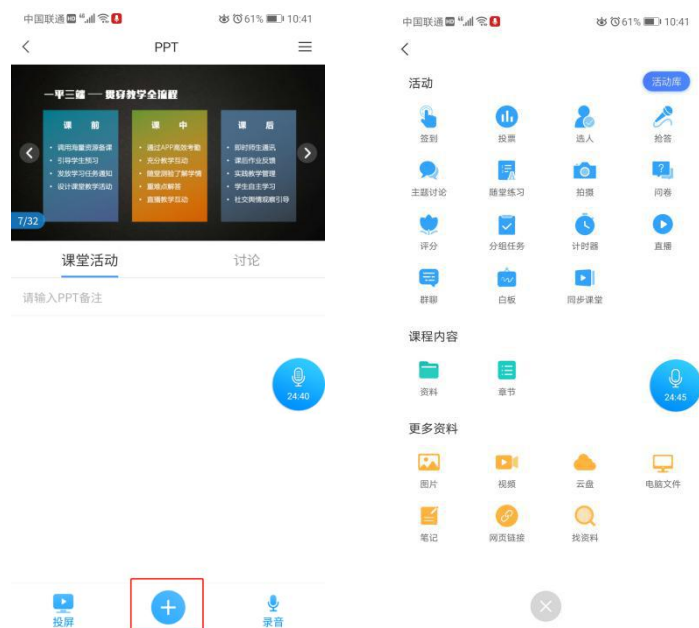 中国联通 HD 46
61% 10:41
PPT
一平三端 — 贯穿教学全流程
课 前
• 调用海量资源备课
• 引导学生预习
• 发放学习任务通知
• 设计课堂教学活动
课 中
• 通过APP高效考勤
• 充分教学互动
• 随堂测验了解学情
• 重难点解答
• 直播教学互动
课 后
• 即时师生通讯
• 课后作业反馈
• 实践教学管理
• 学生自主学习
• 社交舆情观察引导
7/32
课堂活动 讨论
请输入PPT备注
24:40
投屏 录音
中国联通 HD 46
61% 10:41
活动 活动库
签到 投票 选人 抢答
主题讨论 随堂练习 拍摄 问卷
评分 分组任务 计时器 直播
群聊 白板 同步课堂
课程内容
资料 章节
24:45
更多资料
图片 视频 云盘 电脑文件
笔记 网页链接 找资料